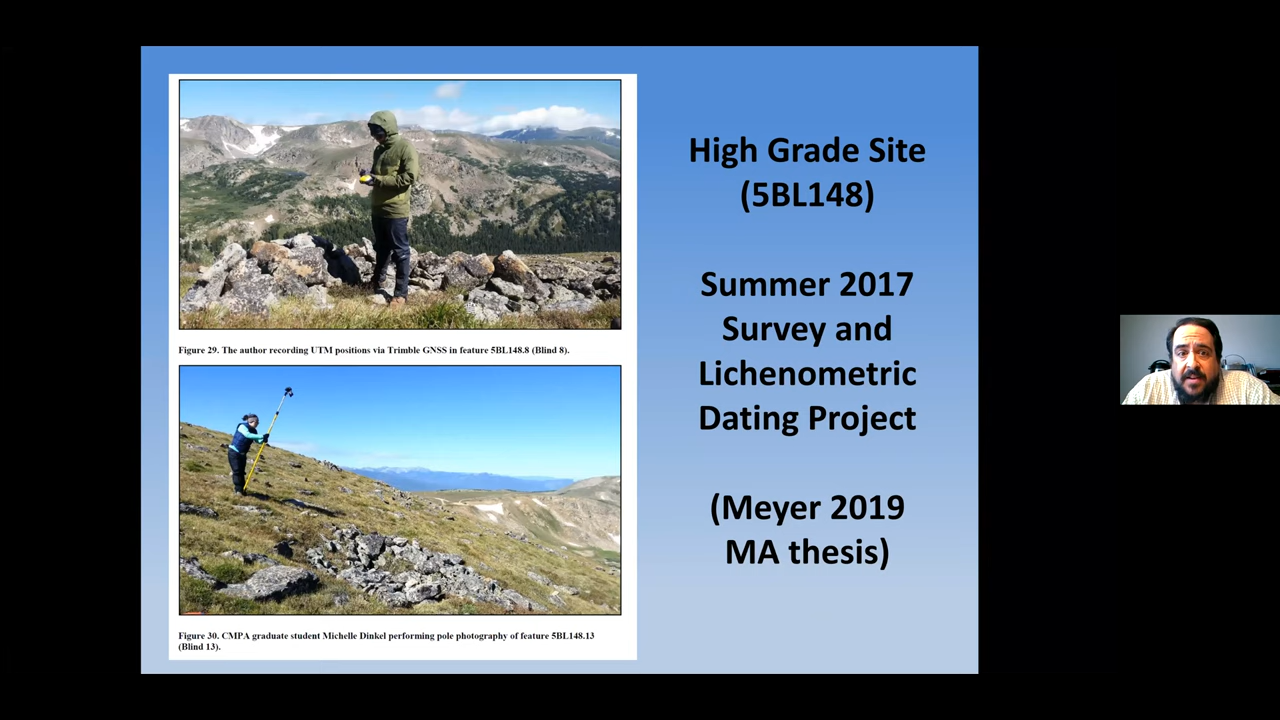 High Grade Site
(5BL148)
Summer 2017
Survey and
Lichenometric
Dating Project
(Meyer 2019
MA thesis)
Figure 29. The author recording UTM positions via Trimble GNSS in feature 5BL148.8 (Blind 8).
Figure 30. CMPA graduate student Michelle Dinkel performing pole photography of feature 5BL148.13
(Blind 13).